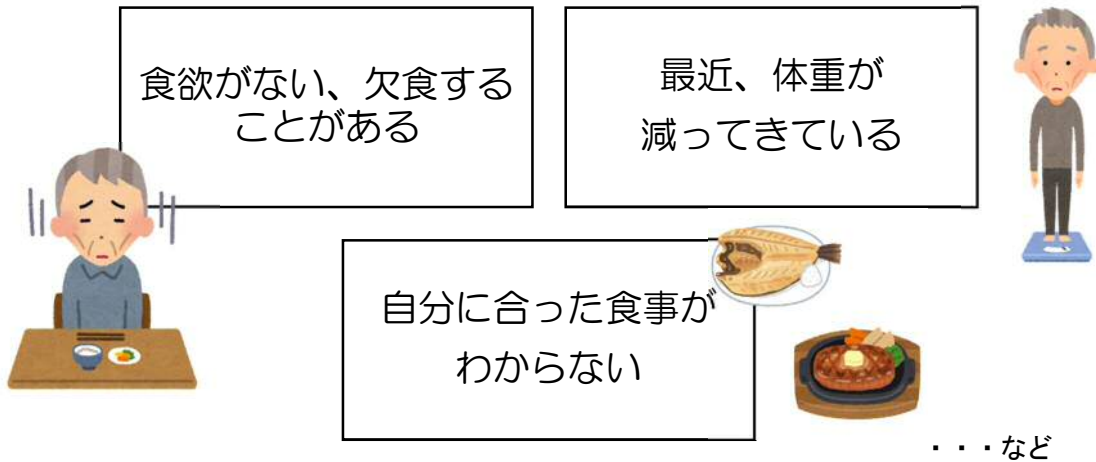 食欲がない、欠食する
ことがある
最近、体重が
減ってきている
自分に合った食事が
わからない
・・・など